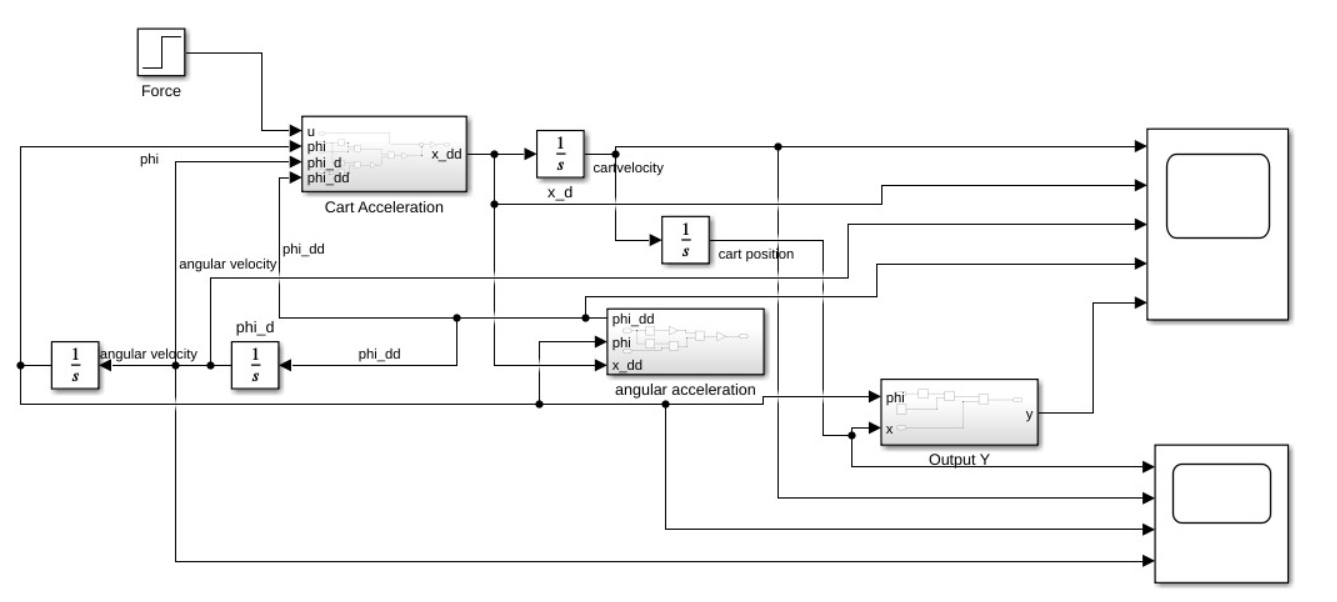 Force
u
phi
phi_d
phi_dd
x_dd
Cart Acceleration
phi
1
s
x_d
cartvelocity
1
s
cart position
phi_dd
angular velocity
phi_d
1
s
angular velocity
1
s
phi_dd
phi_dd
phi
x_dd
angular acceleration
phi
x
y
Output Y